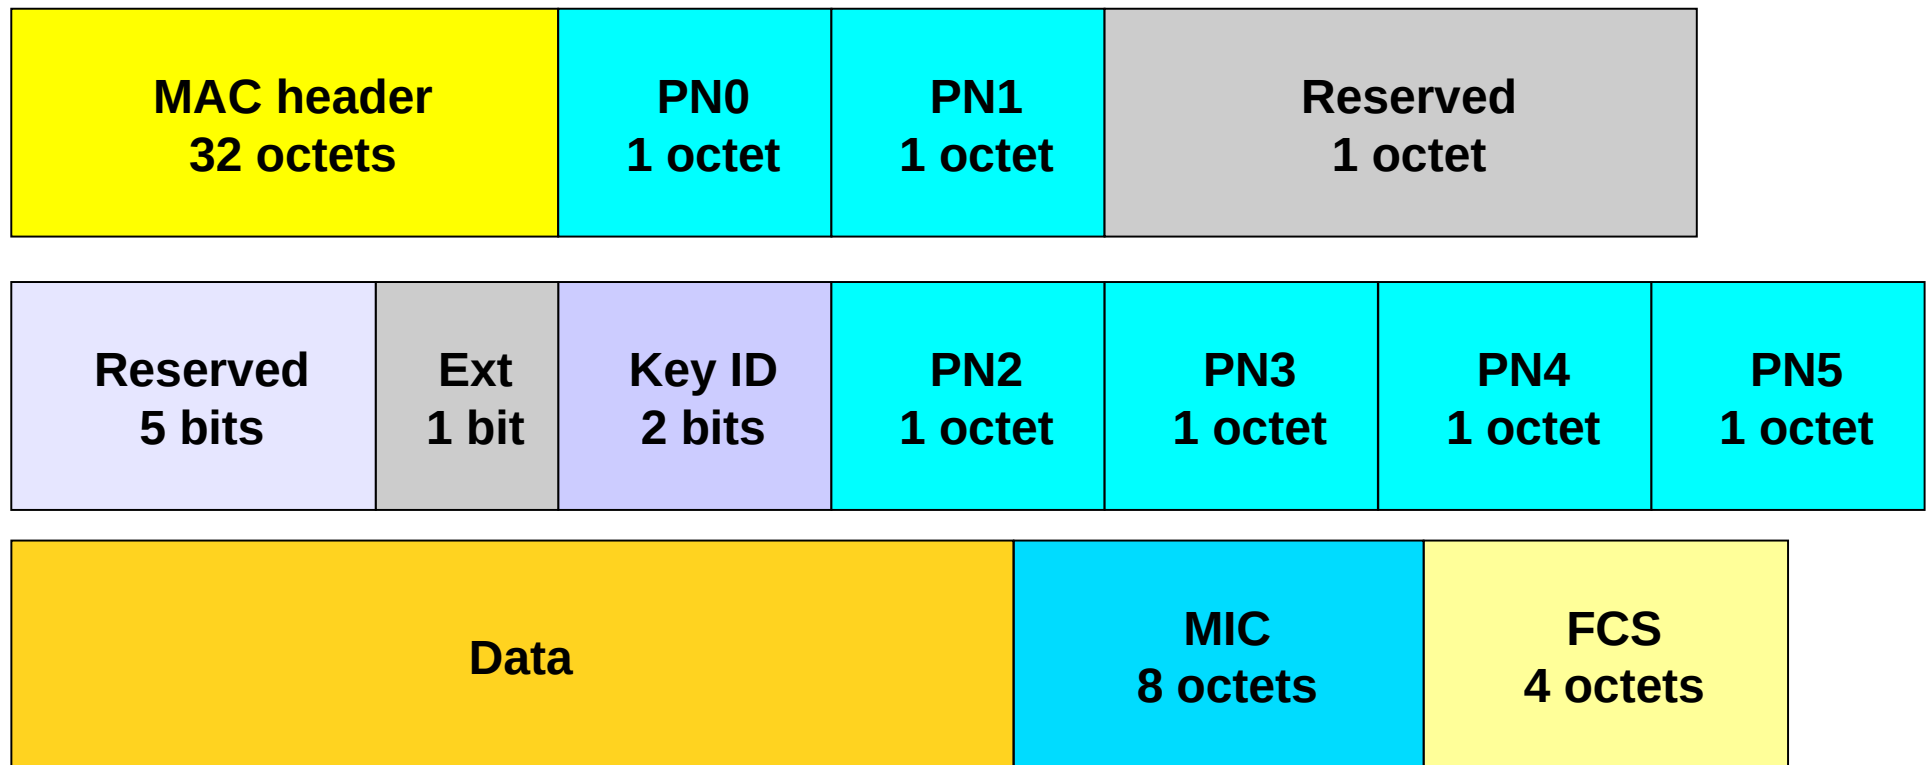 MAC header
32 octets
PN0
1 octet
PN1
1 octet
Reserved
1 octet
Reserved
5 bits
Ext
1 bit
Key ID
2 bits
PN2
1 octet
PN3
1 octet
PN4
1 octet
PN5
1 octet
Data
MIC
8 octets
FCS
4 octets